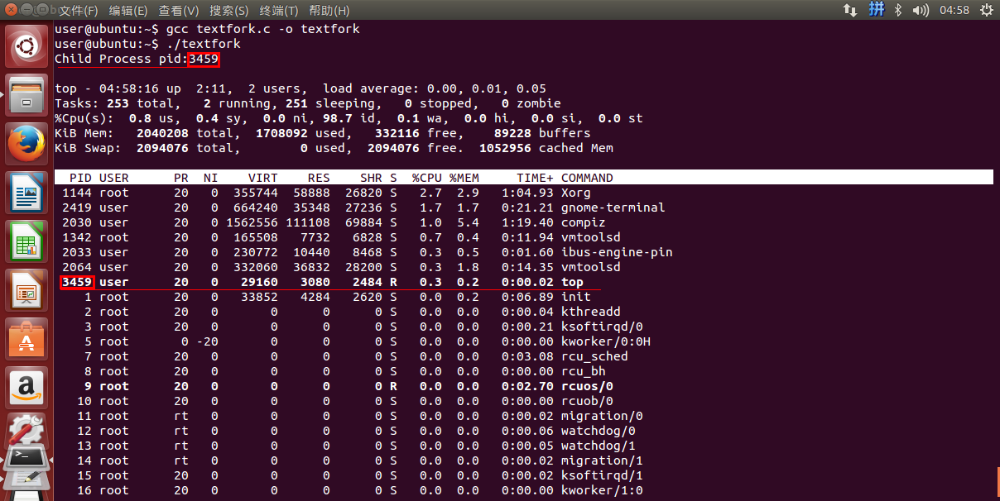 文件(F) 编辑(E) 查看(V) 搜索(S) 终端(T) 帮助(H) 拼 04:58
user@ubuntu:~$ gcc textfork.c -o textfork
user@ubuntu:~$ ./textfork
Child Process pid:3459
top - 04:58:16 up  2:11,  2 users,  load average: 0.00, 0.01, 0.05
Tasks: 253 total,   2 running, 251 sleeping,   0 stopped,   0 zombie
%Cpu(s):  0.8 us,  0.4 sy,  0.0 ni, 98.7 id,  0.1 wa,  0.0 hi,  0.0 si,  0.0 st
KiB Mem:   2040208 total,  1708092 used,   332116 free,    89228 buffers
KiB Swap:  2094076 total,        0 used,  2094076 free.  1052956 cached Mem
PID USER      PR  NI    VIRT    RES    SHR S  %CPU %MEM     TIME+ COMMAND
1144 root      20   0  355744  58888  26820 S   2.7  2.9   1:04.93 Xorg
2419 user      20   0  664240  35348  27236 S   1.7  1.7   0:21.21 gnome-terminal
2030 user      20   0 1562556 111108  69884 S   1.0  5.4   1:19.40 compiz
1342 root      20   0  165508   7732   6828 S   0.7  0.4   0:11.94 vmtoolsd
2033 user      20   0  230772  10440   8468 S   0.3  0.5   0:01.60 ibus-engine-pin
2064 user      20   0  332060  36832  28200 S   0.3  1.8   0:14.35 vmtoolsd
3459 user      20   0   29160   3080   2484 R   0.3  0.2   0:00.02 top
1 root      20   0   33852   4284   2620 S   0.0  0.2   0:06.89 init
2 root      20   0       0      0      0 S   0.0  0.0   0:00.04 kthreadd
3 root      20   0       0      0      0 S   0.0  0.0   0:00.21 ksoftirqd/0
5 root       0 -20       0      0      0 S   0.0  0.0   0:00.00 kworker/0:0H
7 root      20   0       0      0      0 S   0.0  0.0   0:03.08 rcu_sched
8 root      20   0       0      0      0 S   0.0  0.0   0:00.00 rcu_bh
9 root      20   0       0      0      0 R   0.0  0.0   0:02.70 rcuos/0
10 root      20   0       0      0      0 S   0.0  0.0   0:00.00 rcuob/0
11 root      rt   0       0      0      0 S   0.0  0.0   0:00.02 migration/0
12 root      rt   0       0      0      0 S   0.0  0.0   0:00.06 watchdog/0
13 root      rt   0       0      0      0 S   0.0  0.0   0:00.05 watchdog/1
14 root      rt   0       0      0      0 S   0.0  0.0   0:00.02 migration/1
15 root      20   0       0      0      0 S   0.0  0.0   0:00.02 ksoftirqd/1
16 root      20   0       0      0      0 S   0.0  0.0   0:00.00 kworker/1:0